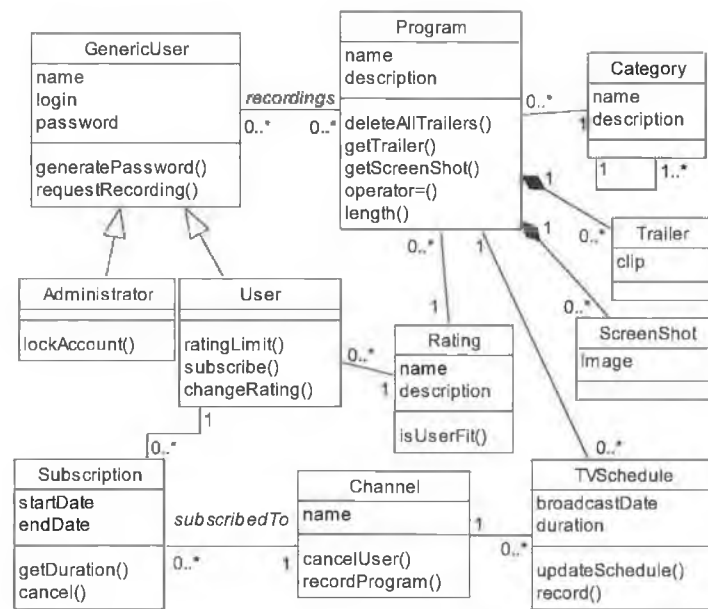 GenericUser
name
login
password
generatePassword()
requestRecording()
recordings
0..*
0..*
Program
name
description
deleteAllTrailers()
getTrailer()
getScreenShot()
operator=()
length()
0..*
1
Category
name
description
1
1..*
1
0..*
Trailer
clip
1
0..*
ScreenShot
Image
Administrator
lockAccount()
User
ratingLimit()
subscribe()
changeRating()
0..*
1
0..*
1
Rating
name
description
isUserFit()
1
0..*
1
0..*
Subscription
startDate
endDate
getDuration()
cancel()
subscribedTo
0..*
1
Channel
name
cancelUser()
recordProgram()
1
0..*
TVSchedule
broadcastDate
duration
updateSchedule()
record()